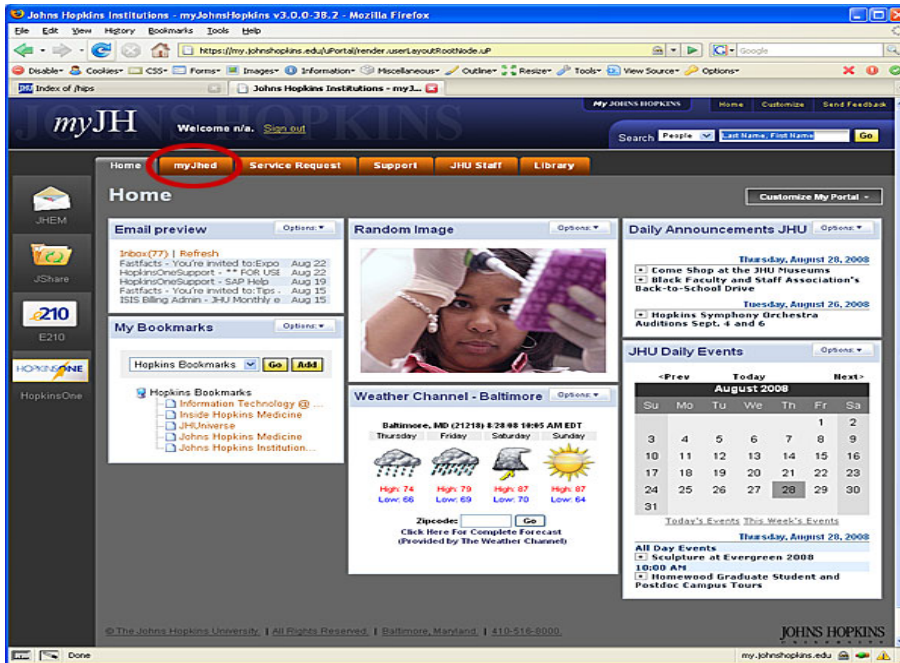 Johns Hopkins Institutions - myJohnsHopkins v3.0.0-38.2 - Mozilla Firefox
File Edit View History Bookmarks Tools Help
https://my.johnshopkins.edu/uPortal/render.userLayoutRootNode.uP
Google
Disable Cookies CSS Forms Images Information Miscellaneous Outline Resize Tools View Source Options
Index of /hips
Johns Hopkins Institutions - myJ...
My JOHNS HOPKINS Home Customize Send Feedback
myJH Welcome n/a. Sign out
Search People Last Name, First Name Go
Home myJhed Service Request Support JHU Staff Library
Home
Customize My Portal
JHEM
JShare
e210
E210
HOPKINSONE
HopkinsOne
Email preview Options:
Inbox(77) | Refresh
Fastfacts - You're invited to:Expo Aug 22
HopkinsOneSupport - ** FOR USE Aug 22
HopkinsOneSupport - SAP Help Aug 19
Fastfacts - You're invited to:Tips . Aug 15
ISIS Billing Admin - JHU Monthly e Aug 15
My Bookmarks Options:
Hopkins Bookmarks Go Add
Hopkins Bookmarks
Information Technology @ ...
Inside Hopkins Medicine
JHUniverse
Johns Hopkins Medicine
Johns Hopkins Institution...
Random Image Options:
Weather Channel - Baltimore Options:
Baltimore, MD (21218) 8/28/08 10:05 AM EDT
Thursday Friday Saturday Sunday
High: 74 High: 79 High: 87 High: 87
Low: 66 Low: 69 Low: 70 Low: 64
Zipcode: Go
Click Here For Complete Forecast
(Provided by The Weather Channel)
Daily Announcements JHU Options:
Thursday, August 28, 2008
Come Shop at the JHU Museums
Black Faculty and Staff Association's
Back-to-School Drive
Tuesday, August 26, 2008
Hopkins Symphony Orchestra
Auditions Sept. 4 and 6
JHU Daily Events Options:
<Prev Today Next>
August 2008
Su Mo Tu We Th Fr Sa
1 2
3 4 5 6 7 8 9
10 11 12 13 14 15 16
17 18 19 20 21 22 23
24 25 26 27 28 29 30
31
Today's Events This Week's Events
Thursday, August 28, 2008
All Day Events
Sculpture at Evergreen 2008
10:00 AM
Homewood Graduate Student and
Postdoc Campus Tours
© The Johns Hopkins University. | All Rights Reserved. | Baltimore, Maryland. | 410-516-8000.
JOHNS HOPKINS
Done
my.johnshopkins.edu